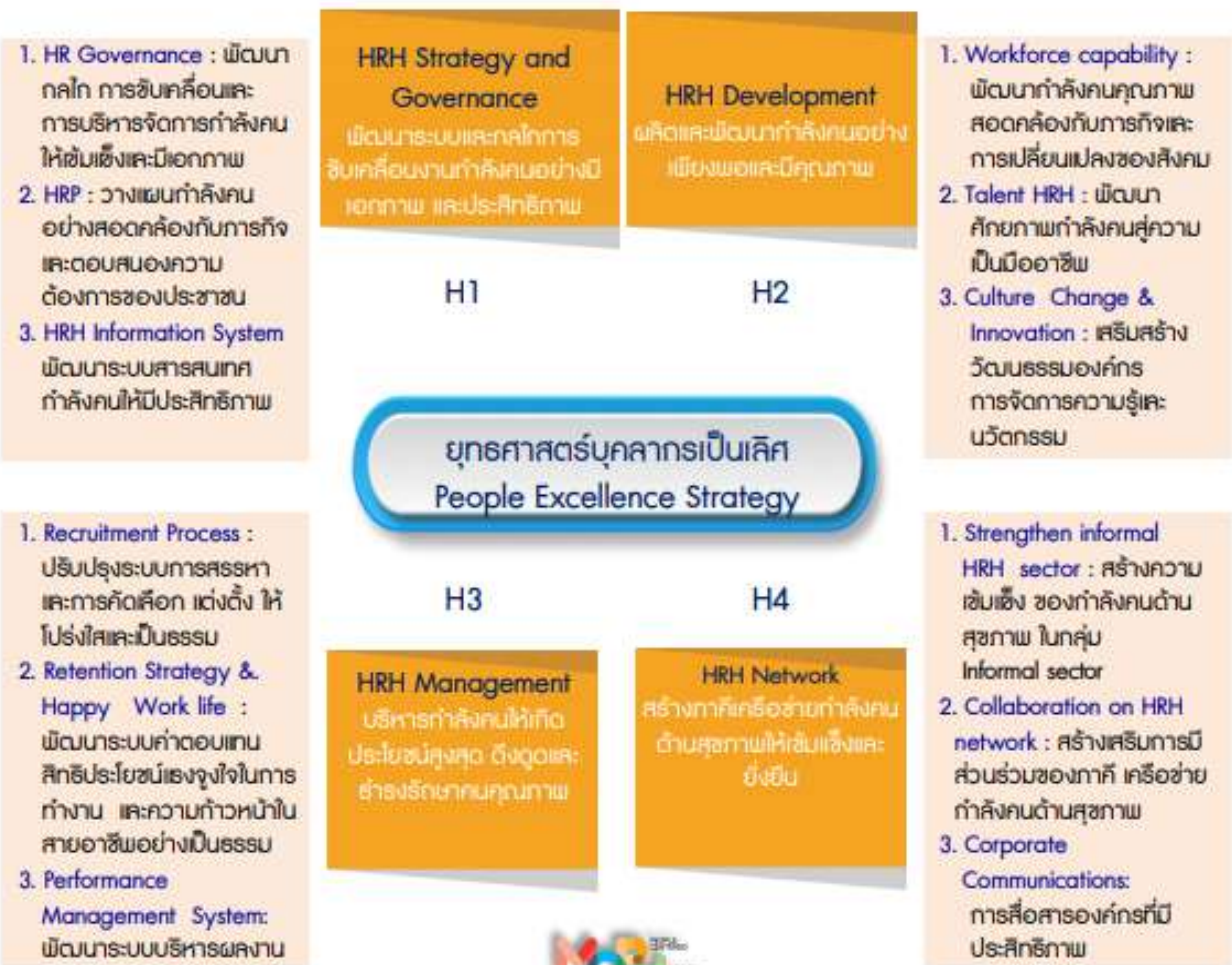 1. HR Governance : พัฒนา
กลไก การขับเคลื่อนและ
การบริหารจัดการกำลังคน
ให้เข้มแข็งและมีเอกภาพ
2. HRP : วางแผนกำลังคน
อย่างสอดคล้องกับภารกิจ
และตอบสนองความ
ต้องการของประชาชน
3. HRH Information System
พัฒนาระบบสารสนเทศ
กำลังคนให้มีประสิทธิภาพ
HRH Strategy and
Governance
พัฒนาระบบและกลไกการ
ขับเคลื่อนงานกำลังคนอย่างมี
เอกภาพ และประสิทธิภาพ
H1
HRH Development
ผลิตและพัฒนากำลังคนอย่าง
เพียงพอและมีคุณภาพ
H2
1. Workforce capability :
พัฒนากำลังคนคุณภาพ
สอดคล้องกับภารกิจและ
การเปลี่ยนแปลงของสังคม
2. Talent HRH : พัฒนา
ศักยภาพกำลังคนสู่ความ
เป็นมืออาชีพ
3. Culture Change &
Innovation : เสริมสร้าง
วัฒนธรรมองค์กร
การจัดการความรู้และ
นวัตกรรม
ยุทธศาสตร์บุคลากรเป็นเลิศ
People Excellence Strategy
1. Recruitment Process :
ปรับปรุงระบบการสรรหา
และการคัดเลือก แต่งตั้ง ให้
โปร่งใสและเป็นธรรม
2. Retention Strategy &
Happy Work life :
พัฒนาระบบค่าตอบแทน
สิทธิประโยชน์แรงจูงใจในการ
ทำงาน และความก้าวหน้าใน
สายอาชีพอย่างเป็นธรรม
3. Performance
Management System:
พัฒนาระบบบริหารผลงาน
H3
HRH Management
บริหารกำลังคนให้เกิด
ประโยชน์สูงสุด ดึงดูดและ
ธำรงรักษาคนคุณภาพ
H4
HRH Network
สร้างภาคีเครือข่ายกำลังคน
ด้านสุขภาพให้เข้มแข็งและ
ยั่งยืน
1. Strengthen informal
HRH sector : สร้างความ
เข้มแข็ง ของกำลังคนด้าน
สุขภาพ ในกลุ่ม
Informal sector
2. Collaboration on HRH
network : สร้างเสริมการมี
ส่วนร่วมของภาคี เครือข่าย
กำลังคนด้านสุขภาพ
3. Corporate
Communications:
การสื่อสารองค์กรที่มี
ประสิทธิภาพ